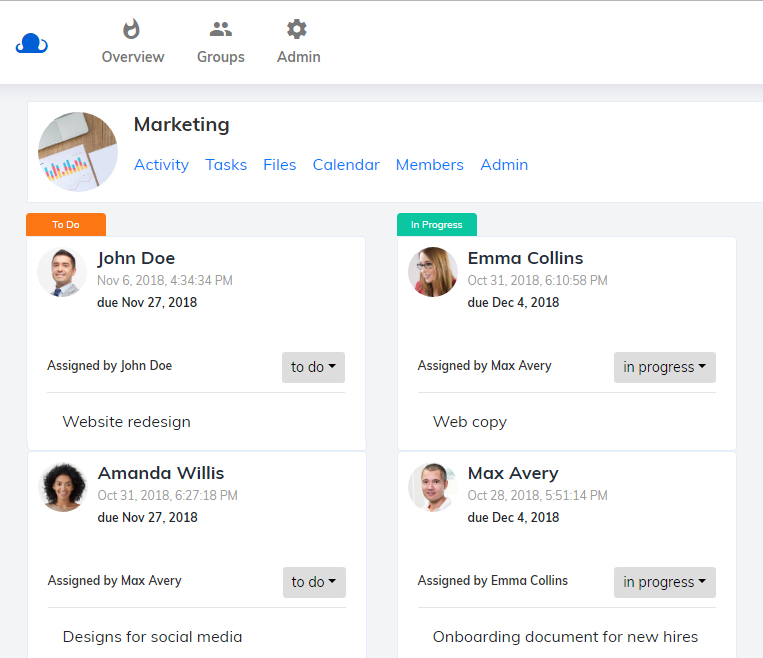 Overview Groups Admin
Marketing
Activity Tasks Files Calendar Members Admin
To Do
John Doe
Nov 6, 2018, 4:34:34 PM
due Nov 27, 2018
Assigned by John Doe
to do
Website redesign
Amanda Willis
Oct 31, 2018, 6:27:18 PM
due Nov 27, 2018
Assigned by Max Avery
to do
Designs for social media
In Progress
Emma Collins
Oct 31, 2018, 6:10:58 PM
due Dec 4, 2018
Assigned by Max Avery
in progress
Web copy
Max Avery
Oct 28, 2018, 5:51:14 PM
due Dec 4, 2018
Assigned by Emma Collins
in progress
Onboarding document for new hires